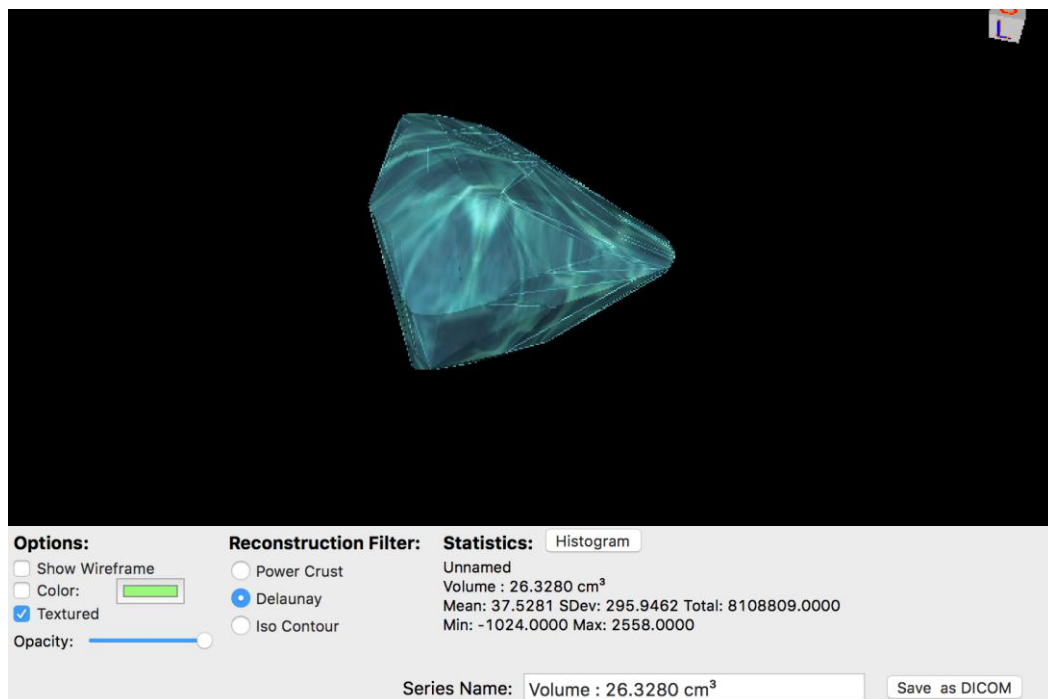 L
Options:
Show Wireframe
Color:
Textured
Opacity:
Reconstruction Filter:
Power Crust
Delaunay
Iso Contour
Statistics: Histogram
Unnamed
Volume : 26.3280 cm³
Mean: 37.5281 SDev: 295.9462 Total: 8108809.0000
Min: -1024.0000 Max: 2558.0000
Series Name: Volume : 26.3280 cm³ Save as DICOM